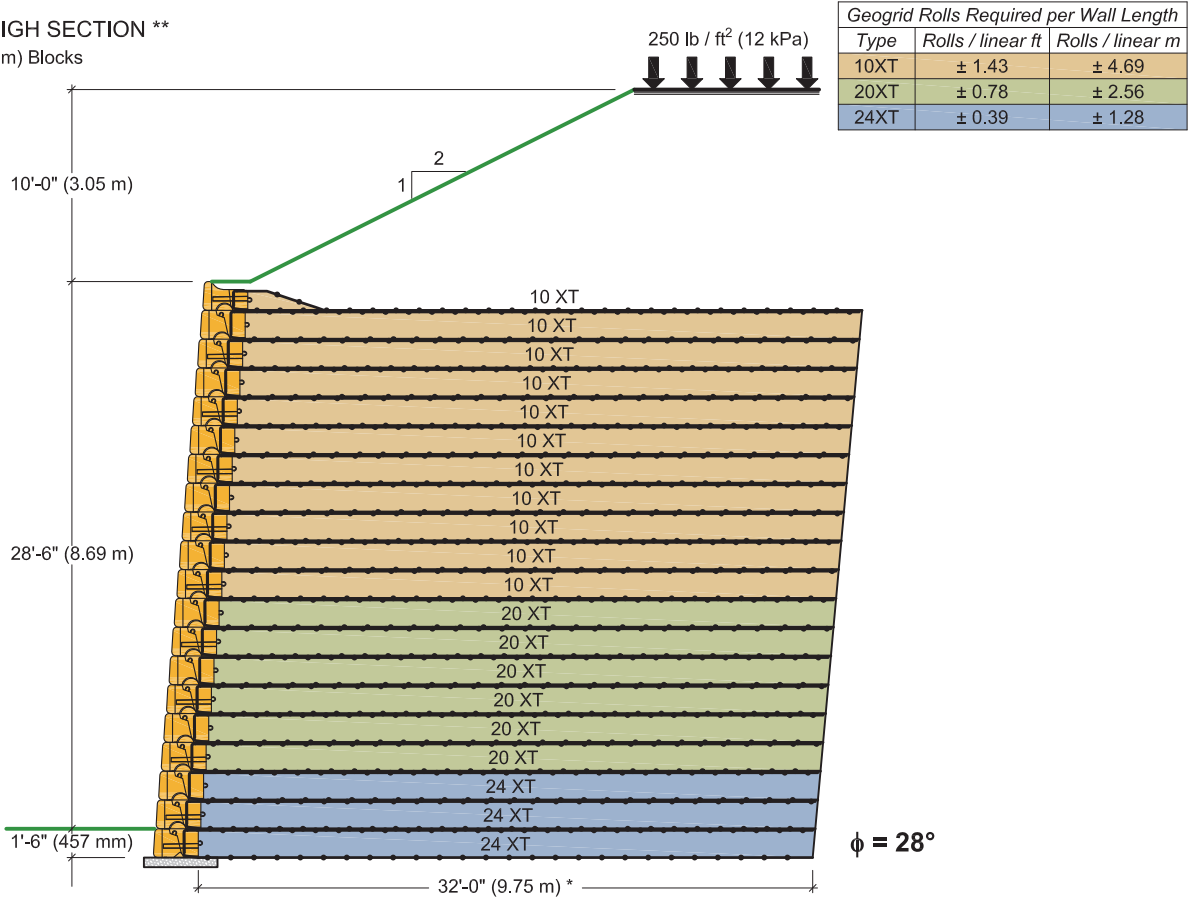 IGH SECTION **
m) Blocks
250 lb / ft² (12 kPa)
Geogrid Rolls Required per Wall Length
Type Rolls / linear ft Rolls / linear m
10XT ± 1.43 ± 4.69
20XT ± 0.78 ± 2.56
24XT ± 0.39 ± 1.28
2
1
10'-0" (3.05 m)
10 XT
10 XT
10 XT
10 XT
10 XT
10 XT
10 XT
10 XT
10 XT
28'-6" (8.69 m)
10 XT
10 XT
20 XT
20 XT
20 XT
20 XT
20 XT
20 XT
24 XT
24 XT
24 XT
1'-6" (457 mm)
ϕ = 28°
32'-0" (9.75 m) *